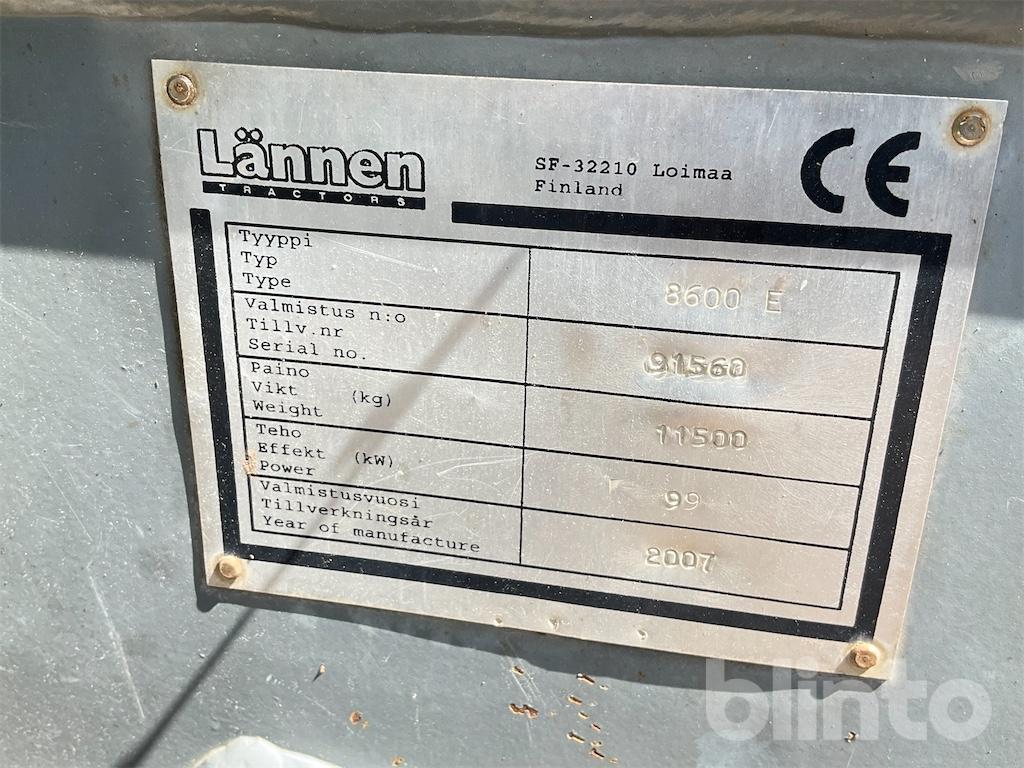 Lännen
TRACTORS
SF-32210 Loimaa
Finland
CE
Tyyppi
Typ
Type
8600 E
Valmistus n:o
Tillv.nr
Serial no.
91560
Paino
Vikt (kg)
Weight
11500
Teho
Effekt (kW)
Power
99
Valmistusvuosi
Tillverkningsår
Year of manufacture
2007
blinto